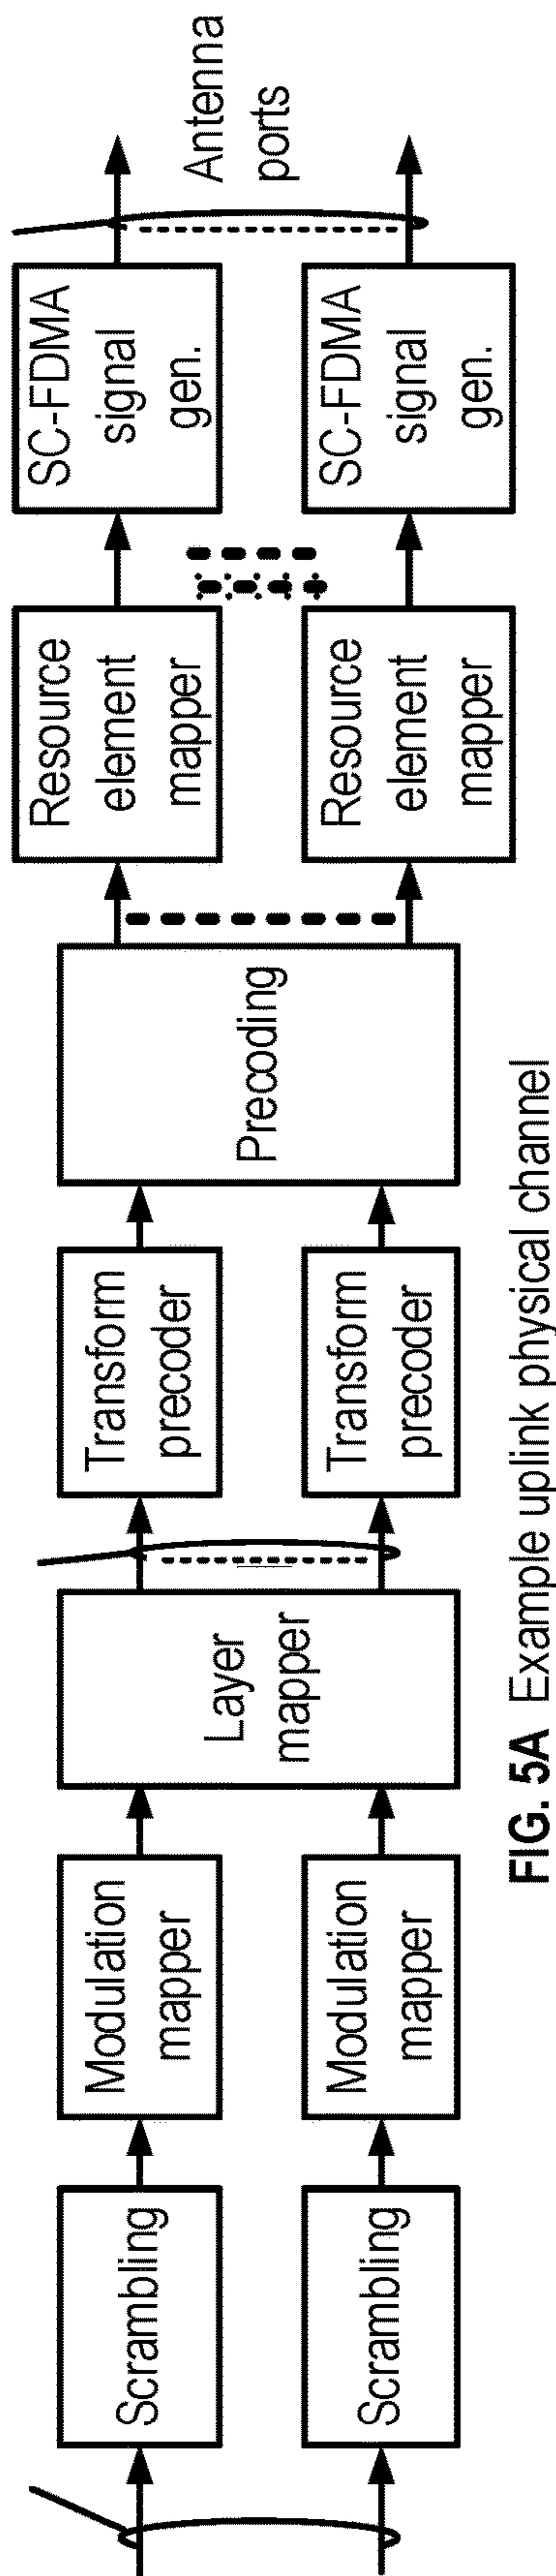 Scrambling
Modulation
mapper
Layer
mapper
Transform
precoder
Precoding
Resource
element
mapper
SC-FDMA
signal
gen.
Antenna
ports
Scrambling
Modulation
mapper
Transform
precoder
Resource
element
mapper
SC-FDMA
signal
gen.
FIG. 5A Example uplink physical channel